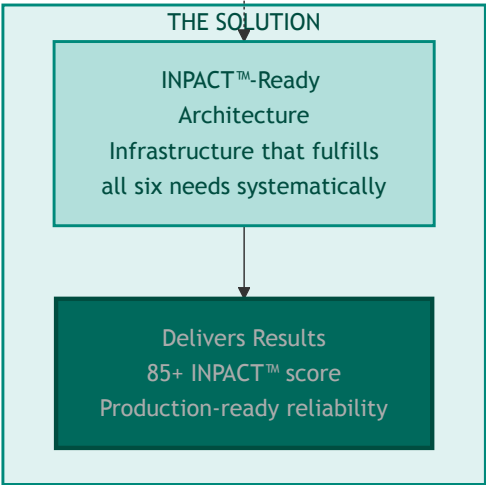 THE SOLUTION
INPACT™-Ready
Architecture
Infrastructure that fulfills
all six needs systematically
Delivers Results
85+ INPACT™ score
Production-ready reliability